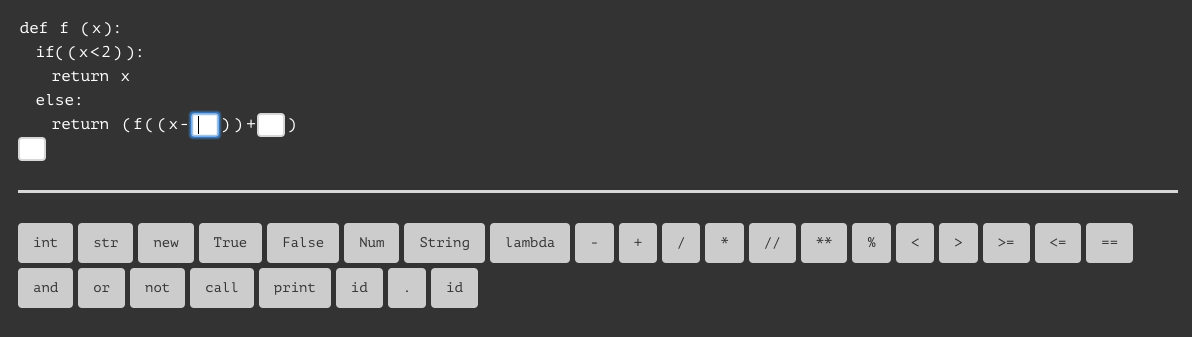 def f (x):
if((x<2)):
return x
else:
return (f((x- ))+ )
int str new True False Num String lambda - + / * // ** % < > >= <= ==
and or not call print id . id